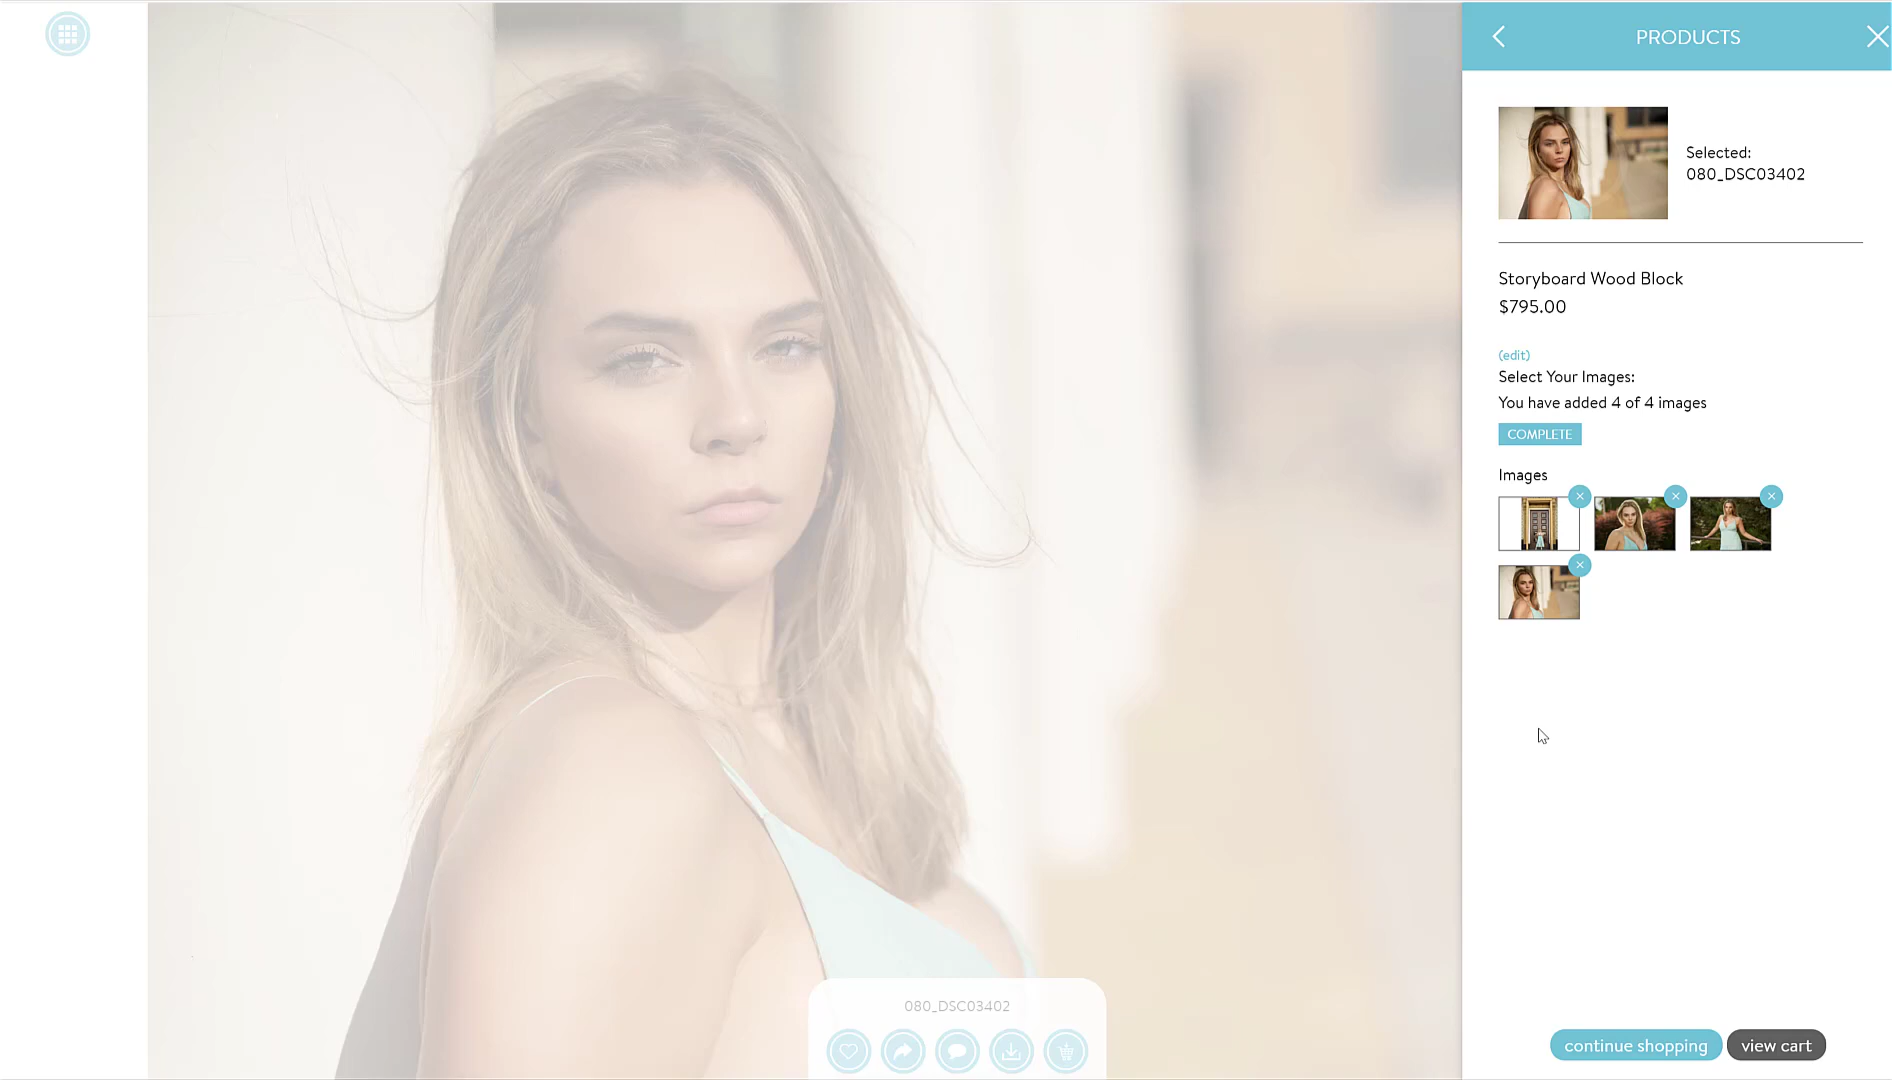 PRODUCTS
Selected:
080_DSC03402
Storyboard Wood Block
$795.00
(edit)
Select Your Images:
You have added 4 of 4 images
COMPLETE
Images
080_DSC03402
continue shopping
view cart